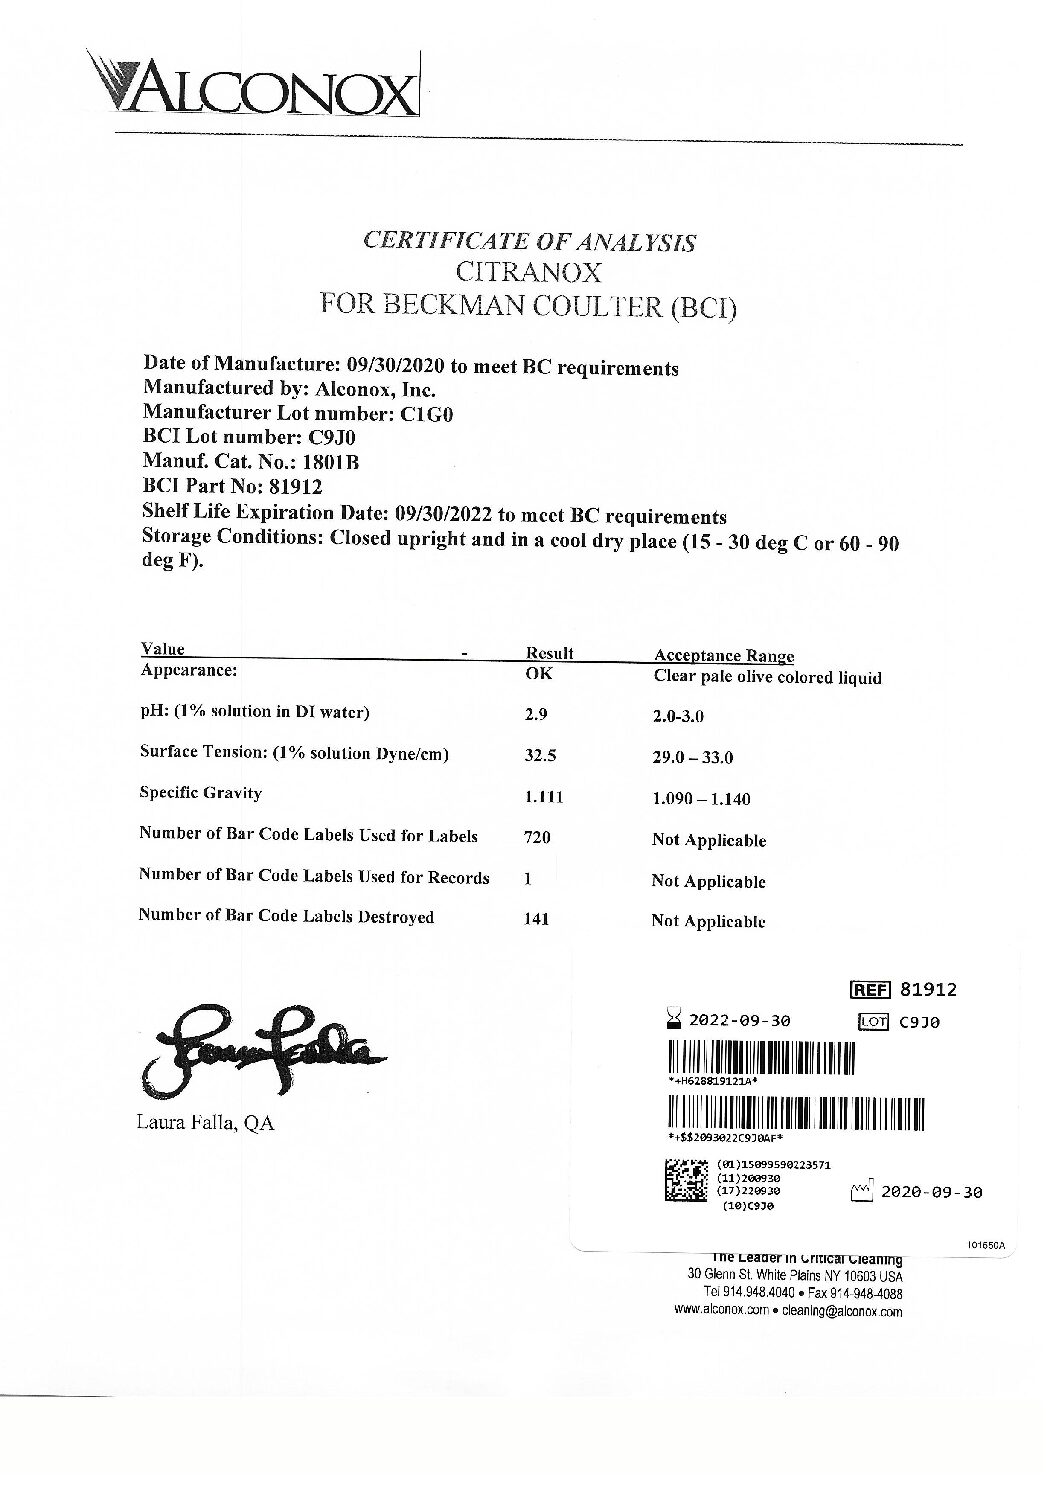 ALCONOX
CERTIFICATE OF ANALYSIS
CITRANOX
FOR BECKMAN COULTER (BCI)
Date of Manufacture: 09/30/2020 to meet BC requirements
Manufactured by: Alconox, Inc.
Manufacturer Lot number: C1G0
BCI Lot number: C9J0
Manuf. Cat. No.: 1801B
BCI Part No: 81912
Shelf Life Expiration Date: 09/30/2022 to meet BC requirements
Storage Conditions: Closed upright and in a cool dry place (15 - 30 deg C or 60 - 90
deg F).
Value - Result Acceptance Range
Appearance: OK Clear pale olive colored liquid
pH: (1% solution in DI water) 2.9 2.0-3.0
Surface Tension: (1% solution Dyne/cm) 32.5 29.0 – 33.0
Specific Gravity 1.111 1.090 – 1.140
Number of Bar Code Labels Used for Labels 720 Not Applicable
Number of Bar Code Labels Used for Records 1 Not Applicable
Number of Bar Code Labels Destroyed 141 Not Applicable
Laura Falla
Laura Falla, QA
REF 81912
2022-09-30 LOT C9J0
*+H628819121A*
*+$$2093022C9J0AF*
(01)15099590223571
(11)200930
(17)220930
(10)C9J0
2020-09-30
I01650A
The Leader in Critical Cleaning
30 Glenn St. White Plains NY 10603 USA
Tel 914.948.4040 • Fax 914-948-4088
www.alconox.com • cleaning@alconox.com